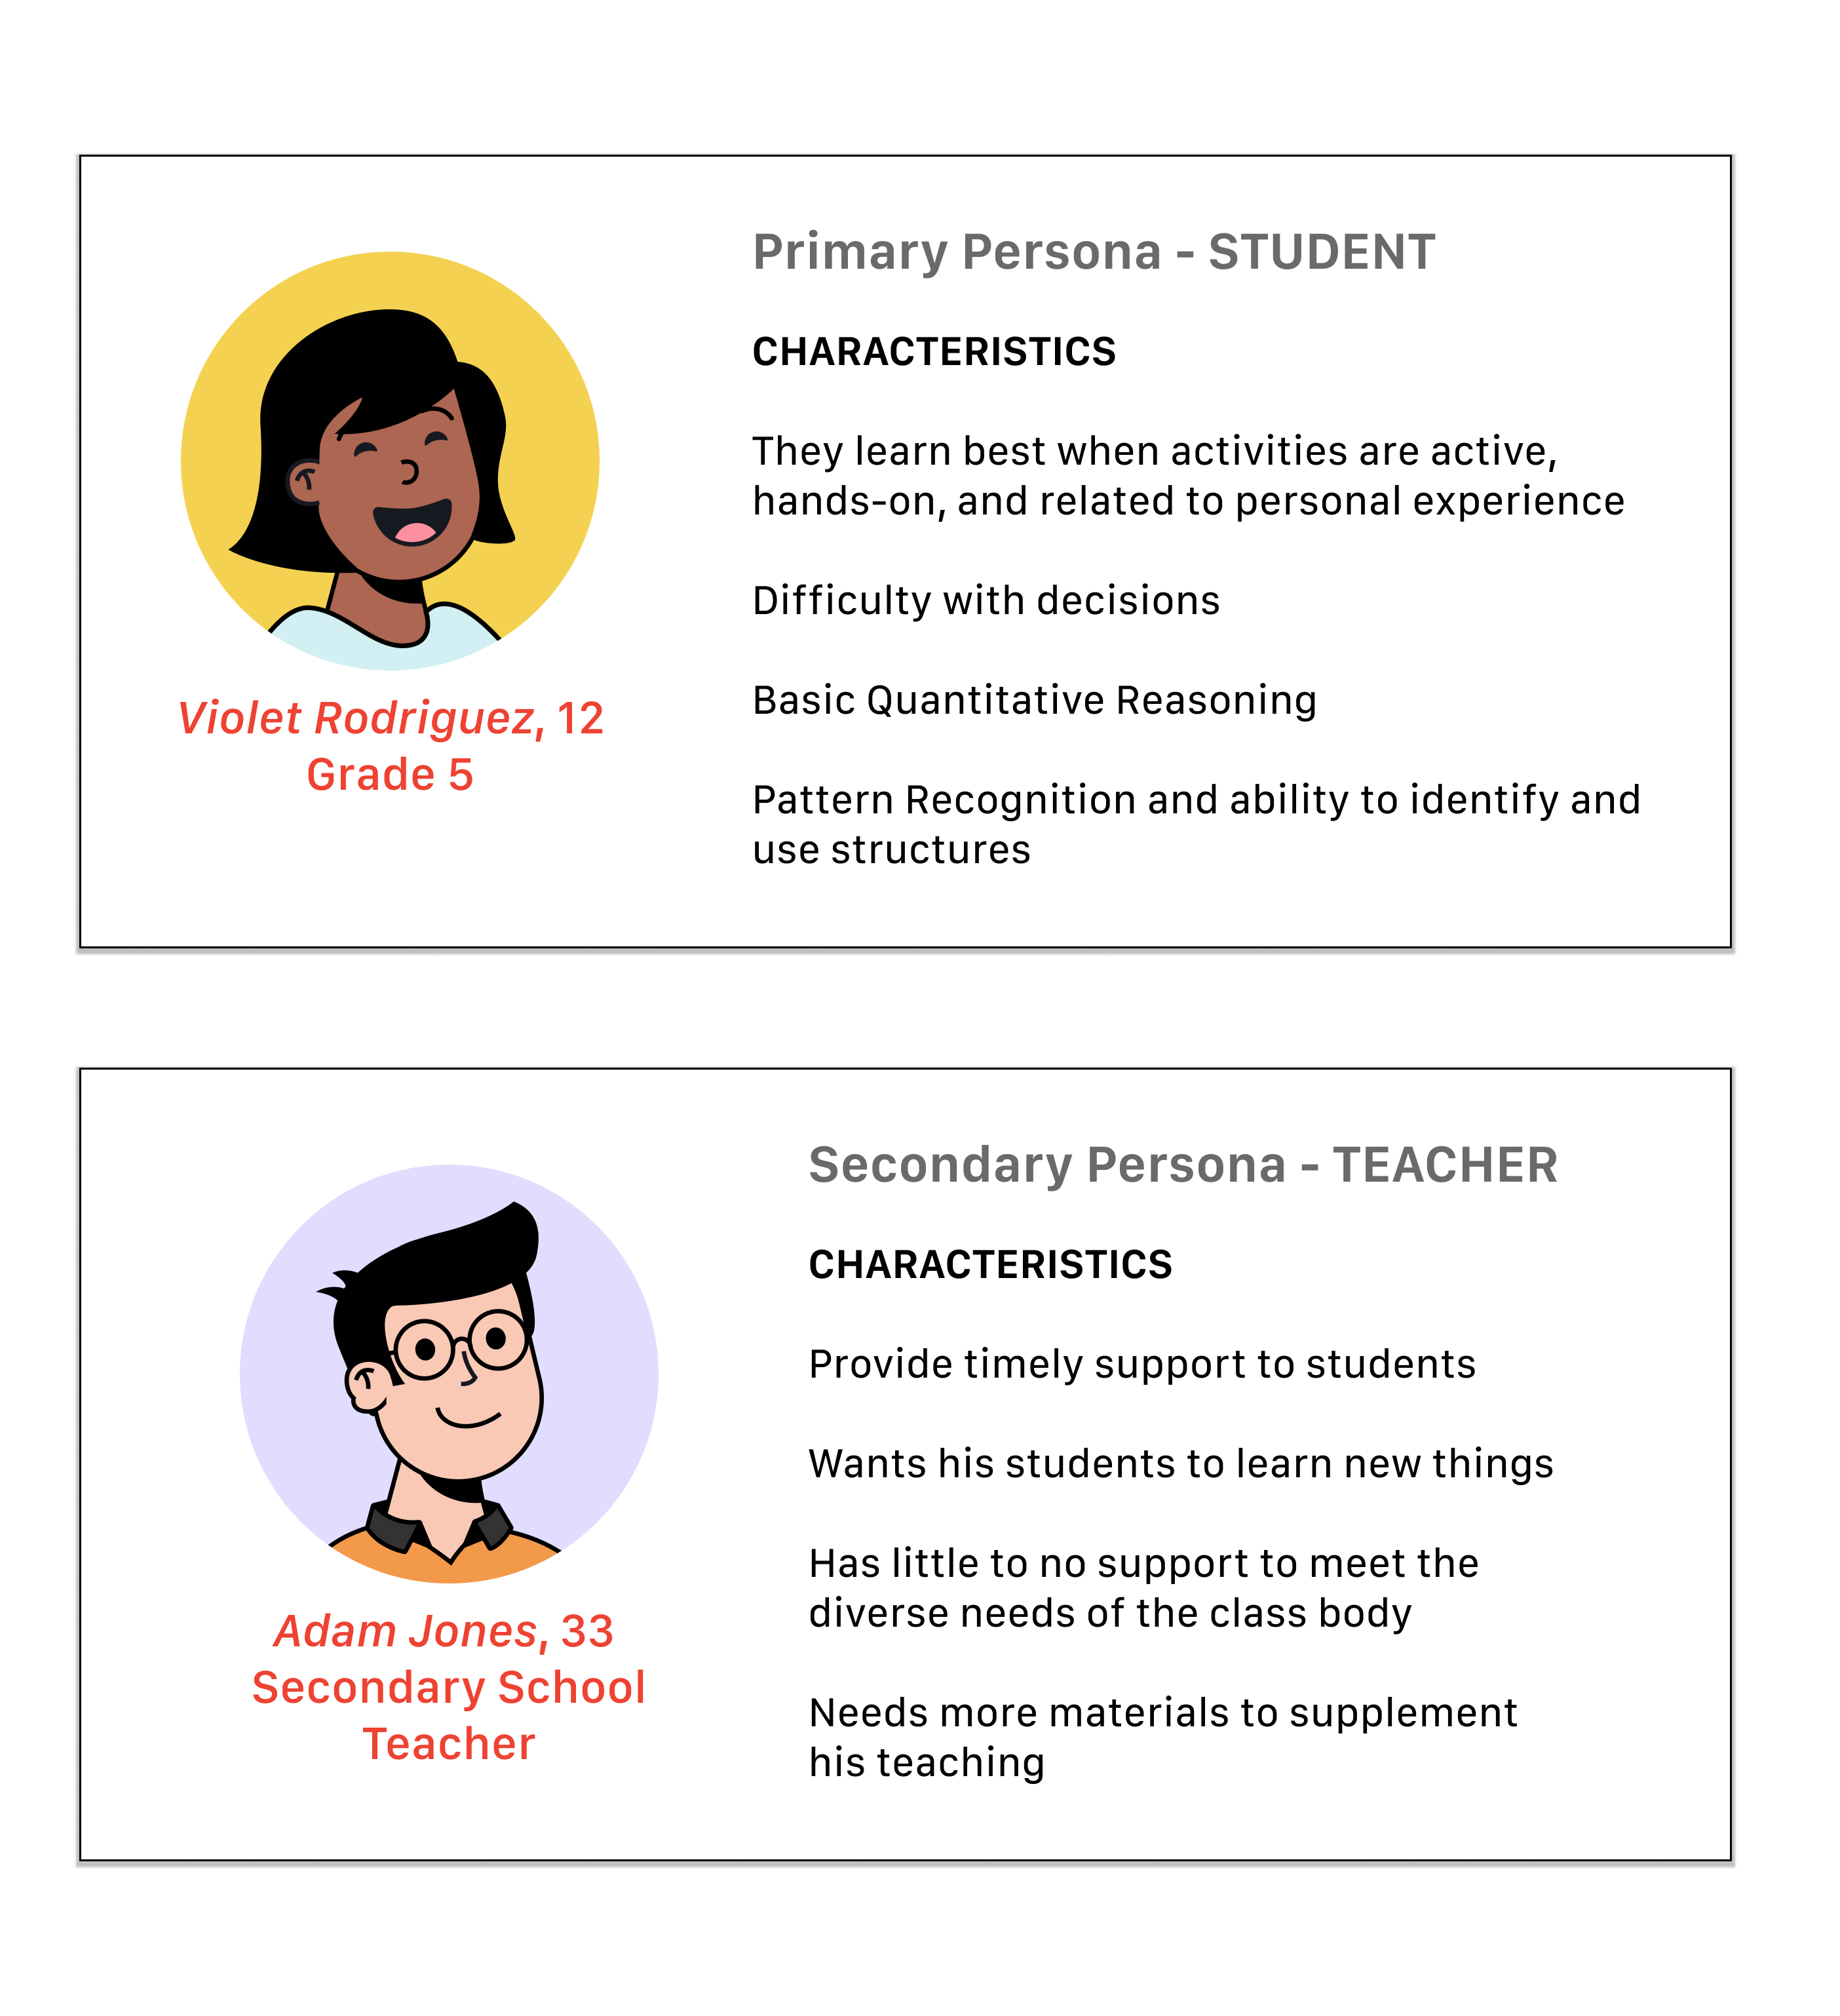 Primary Persona - STUDENT
CHARACTERISTICS
They learn best when activities are active,
hands-on, and related to personal experience
Difficulty with decisions
Basic Quantitative Reasoning
Pattern Recognition and ability to identify and
use structures
Violet Rodriguez, 12
Grade 5
Secondary Persona - TEACHER
CHARACTERISTICS
Provide timely support to students
Wants his students to learn new things
Has little to no support to meet the
diverse needs of the class body
Needs more materials to supplement
his teaching
Adam Jones, 33
Secondary School
Teacher